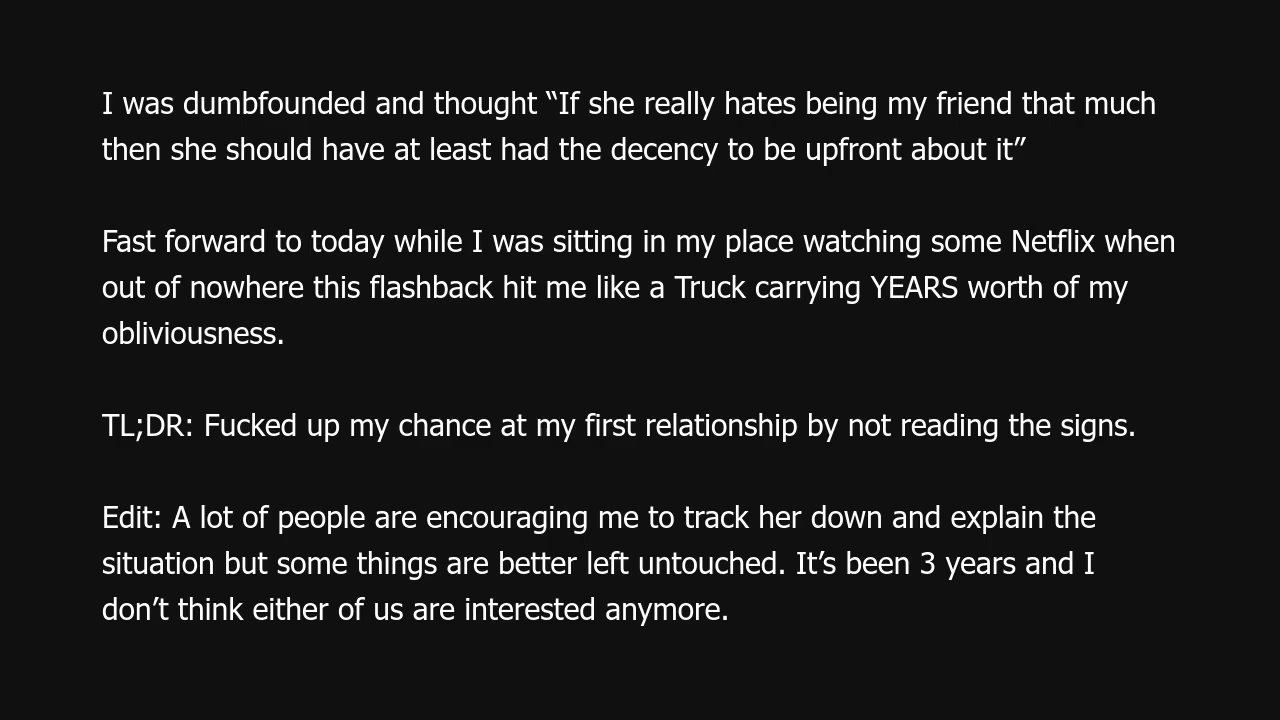 I was dumbfounded and thought “If she really hates being my friend that much
then she should have at least had the decency to be upfront about it”
Fast forward to today while I was sitting in my place watching some Netflix when
out of nowhere this flashback hit me like a Truck carrying YEARS worth of my
obliviousness.
TL;DR: Fucked up my chance at my first relationship by not reading the signs.
Edit: A lot of people are encouraging me to track her down and explain the
situation but some things are better left untouched. It’s been 3 years and I
don’t think either of us are interested anymore.